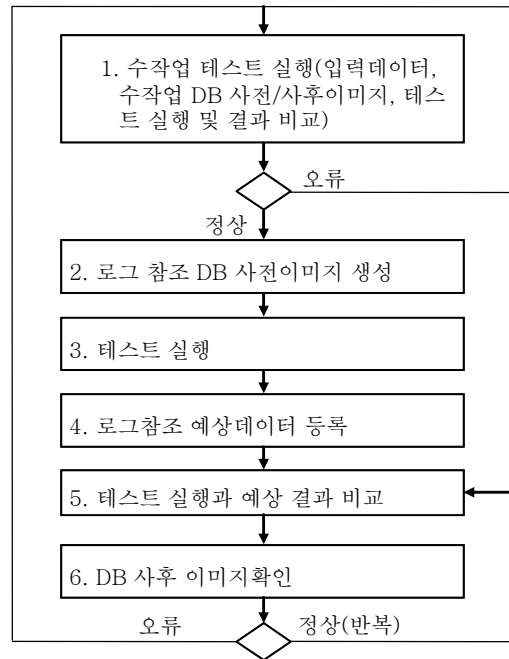 1. 수작업 테스트 실행(입력데이터,
수작업 DB 사전/사후이미지, 테스
트 실행 및 결과 비교)
오류
정상
2. 로그 참조 DB 사전이미지 생성
3. 테스트 실행
4. 로그참조 예상데이터 등록
5. 테스트 실행과 예상 결과 비교
6. DB 사후 이미지확인
오류
정상(반복)